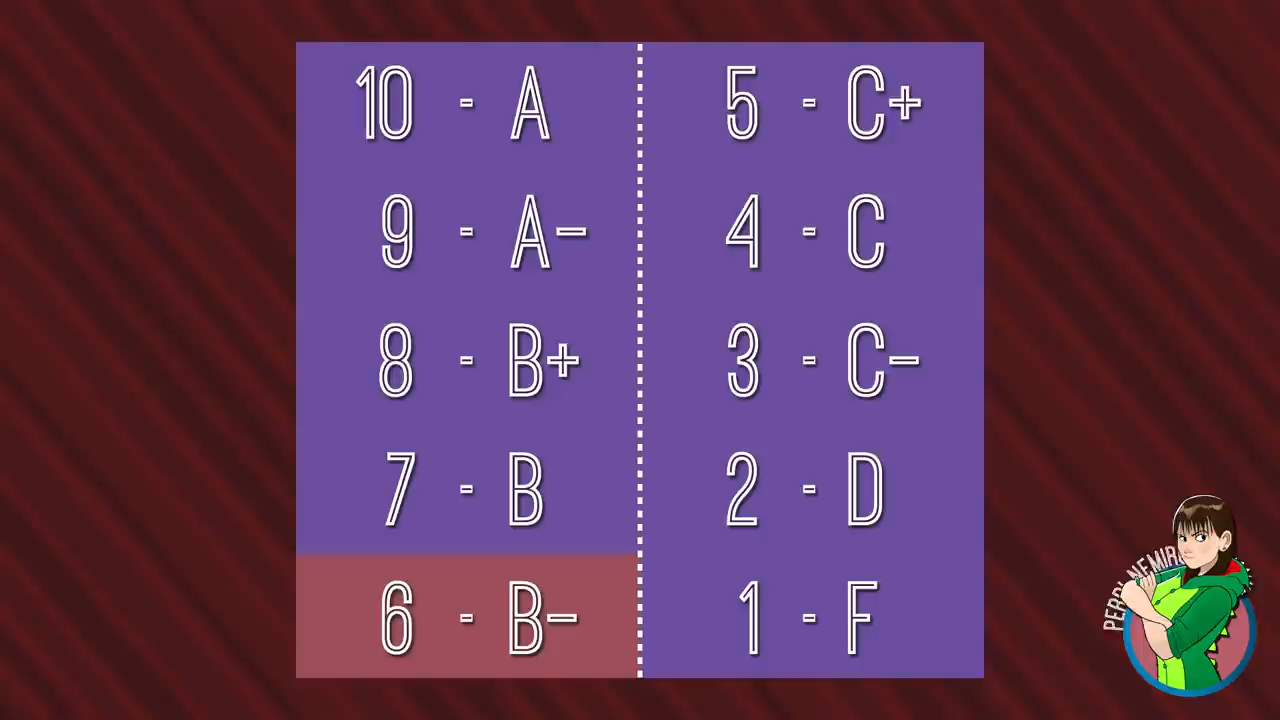 10 - A
9 - A-
8 - B+
7 - B
6 - B-
5 - C+
4 - C
3 - C-
2 - D
1 - F